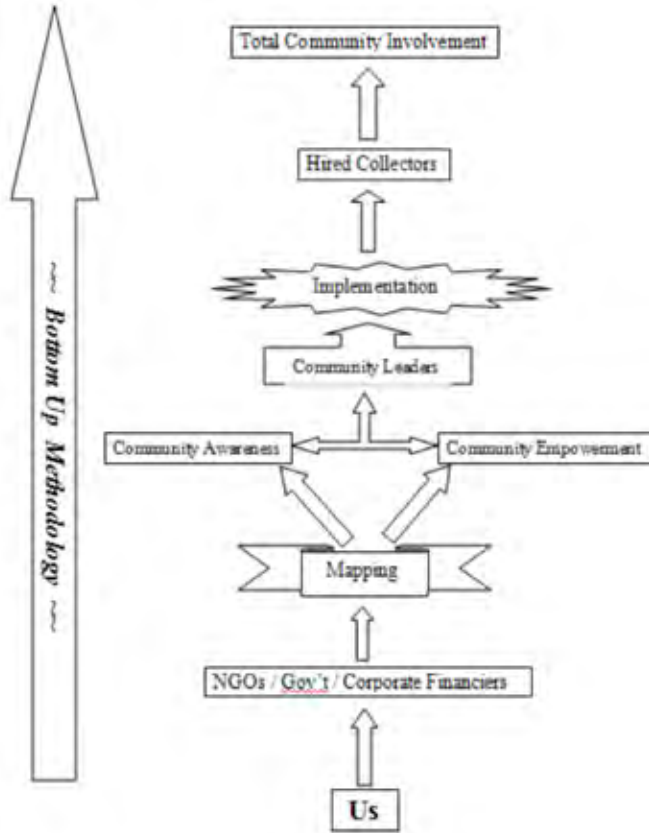 Total Community Involvement
Hired Collectors
Implementation
Community Leaders
Community Awareness
Community Empowerment
Mapping
NGOs / Gov't / Corporate Financiers
Us
~~ Bottom Up Methodology ~~